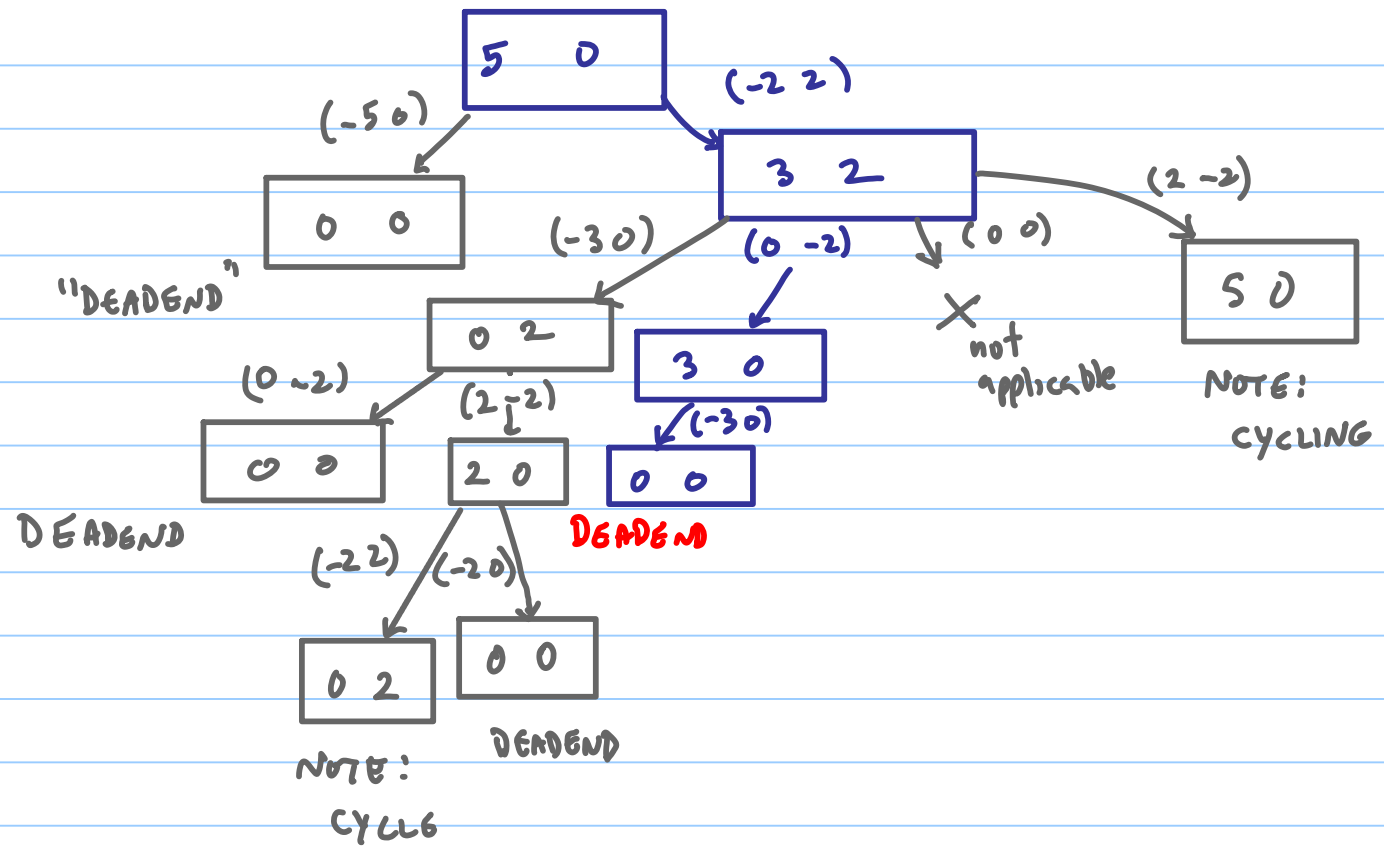 5 0
(-2 2)
(-5 0)
3 2
(2 -2)
0 0
(-3 0)
(0 -2)
(0 0)
"DEADEND"
5 0
0 2
3 0
not
applicable
NOTE:
CYCLING
(0 -2)
(2 -2)
(-3 0)
0 0
2 0
0 0
DEADEND
DEADEND
(-2 2)
(-2 0)
0 2
0 0
DEADEND
NOTE:
CYCLE